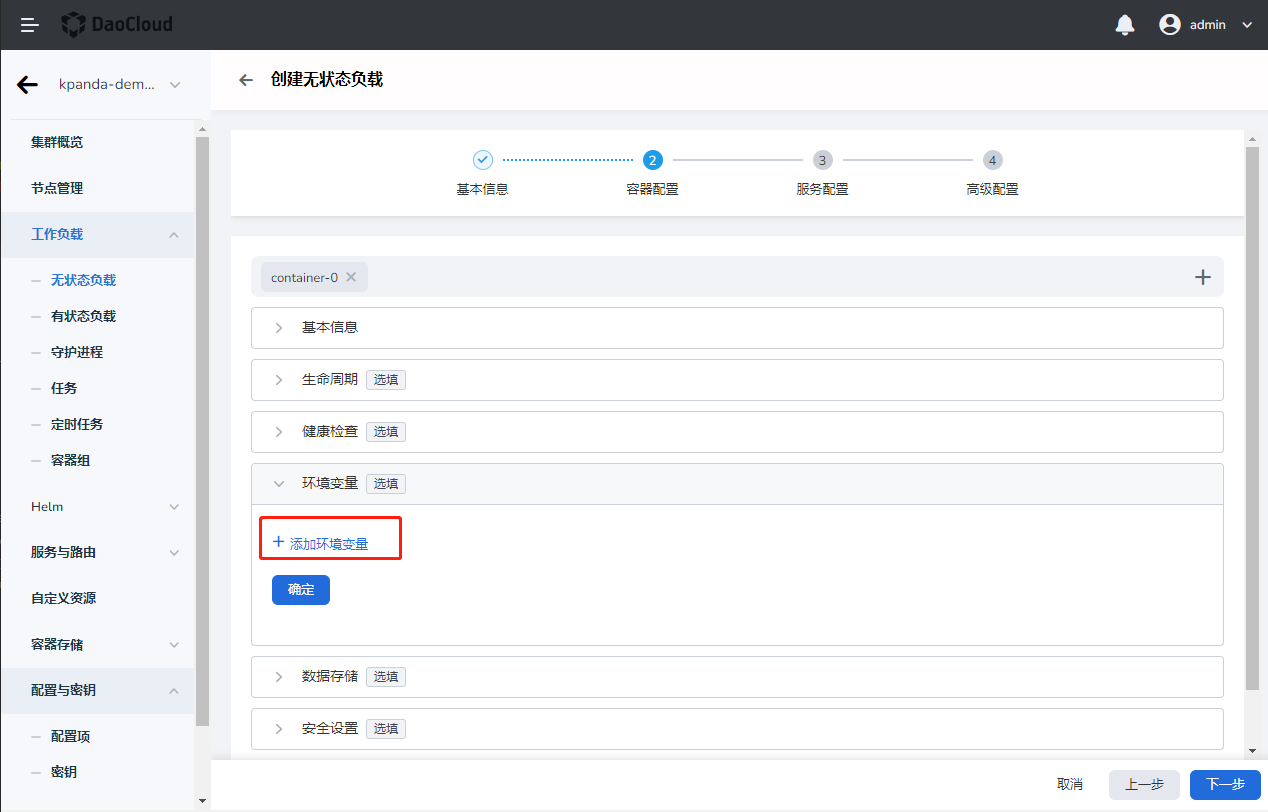 DaoCloud
admin
kpanda-dem...
创建无状态负载
集群概览
节点管理
工作负载
无状态负载
有状态负载
守护进程
任务
定时任务
容器组
Helm
服务与路由
自定义资源
容器存储
配置与密钥
配置项
密钥
2
3
4
基本信息
容器配置
服务配置
高级配置
container-0
基本信息
生命周期 选填
健康检查 选填
环境变量 选填
添加环境变量
确定
数据存储 选填
安全设置 选填
取消
上一步
下一步